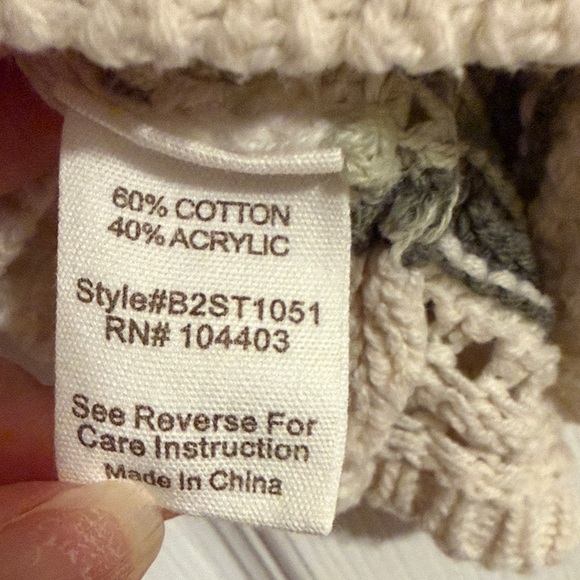 60% COTTON
40% ACRYLIC
Style#B2ST1051
RN# 104403
See Reverse For
Care Instruction
Made In China